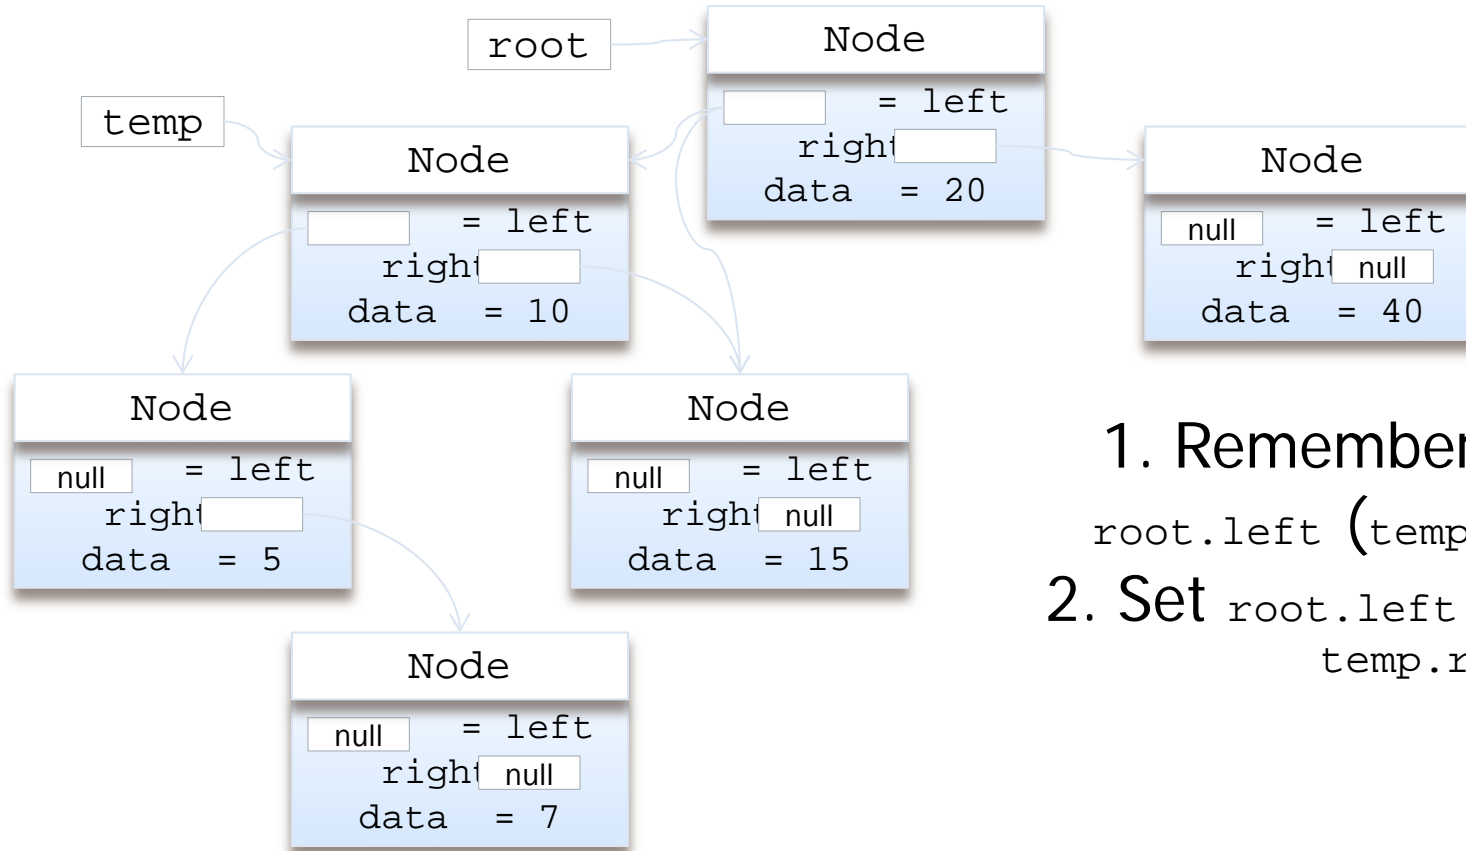 root
Node
= left
right
data = 20
temp
Node
= left
right
data = 10
Node
null = left
right null
data = 40
Node
null = left
right
data = 5
Node
null = left
right null
data = 15
Node
null = left
right null
data = 7
1. Remember
root.left (temp
2. Set root.left
temp.r